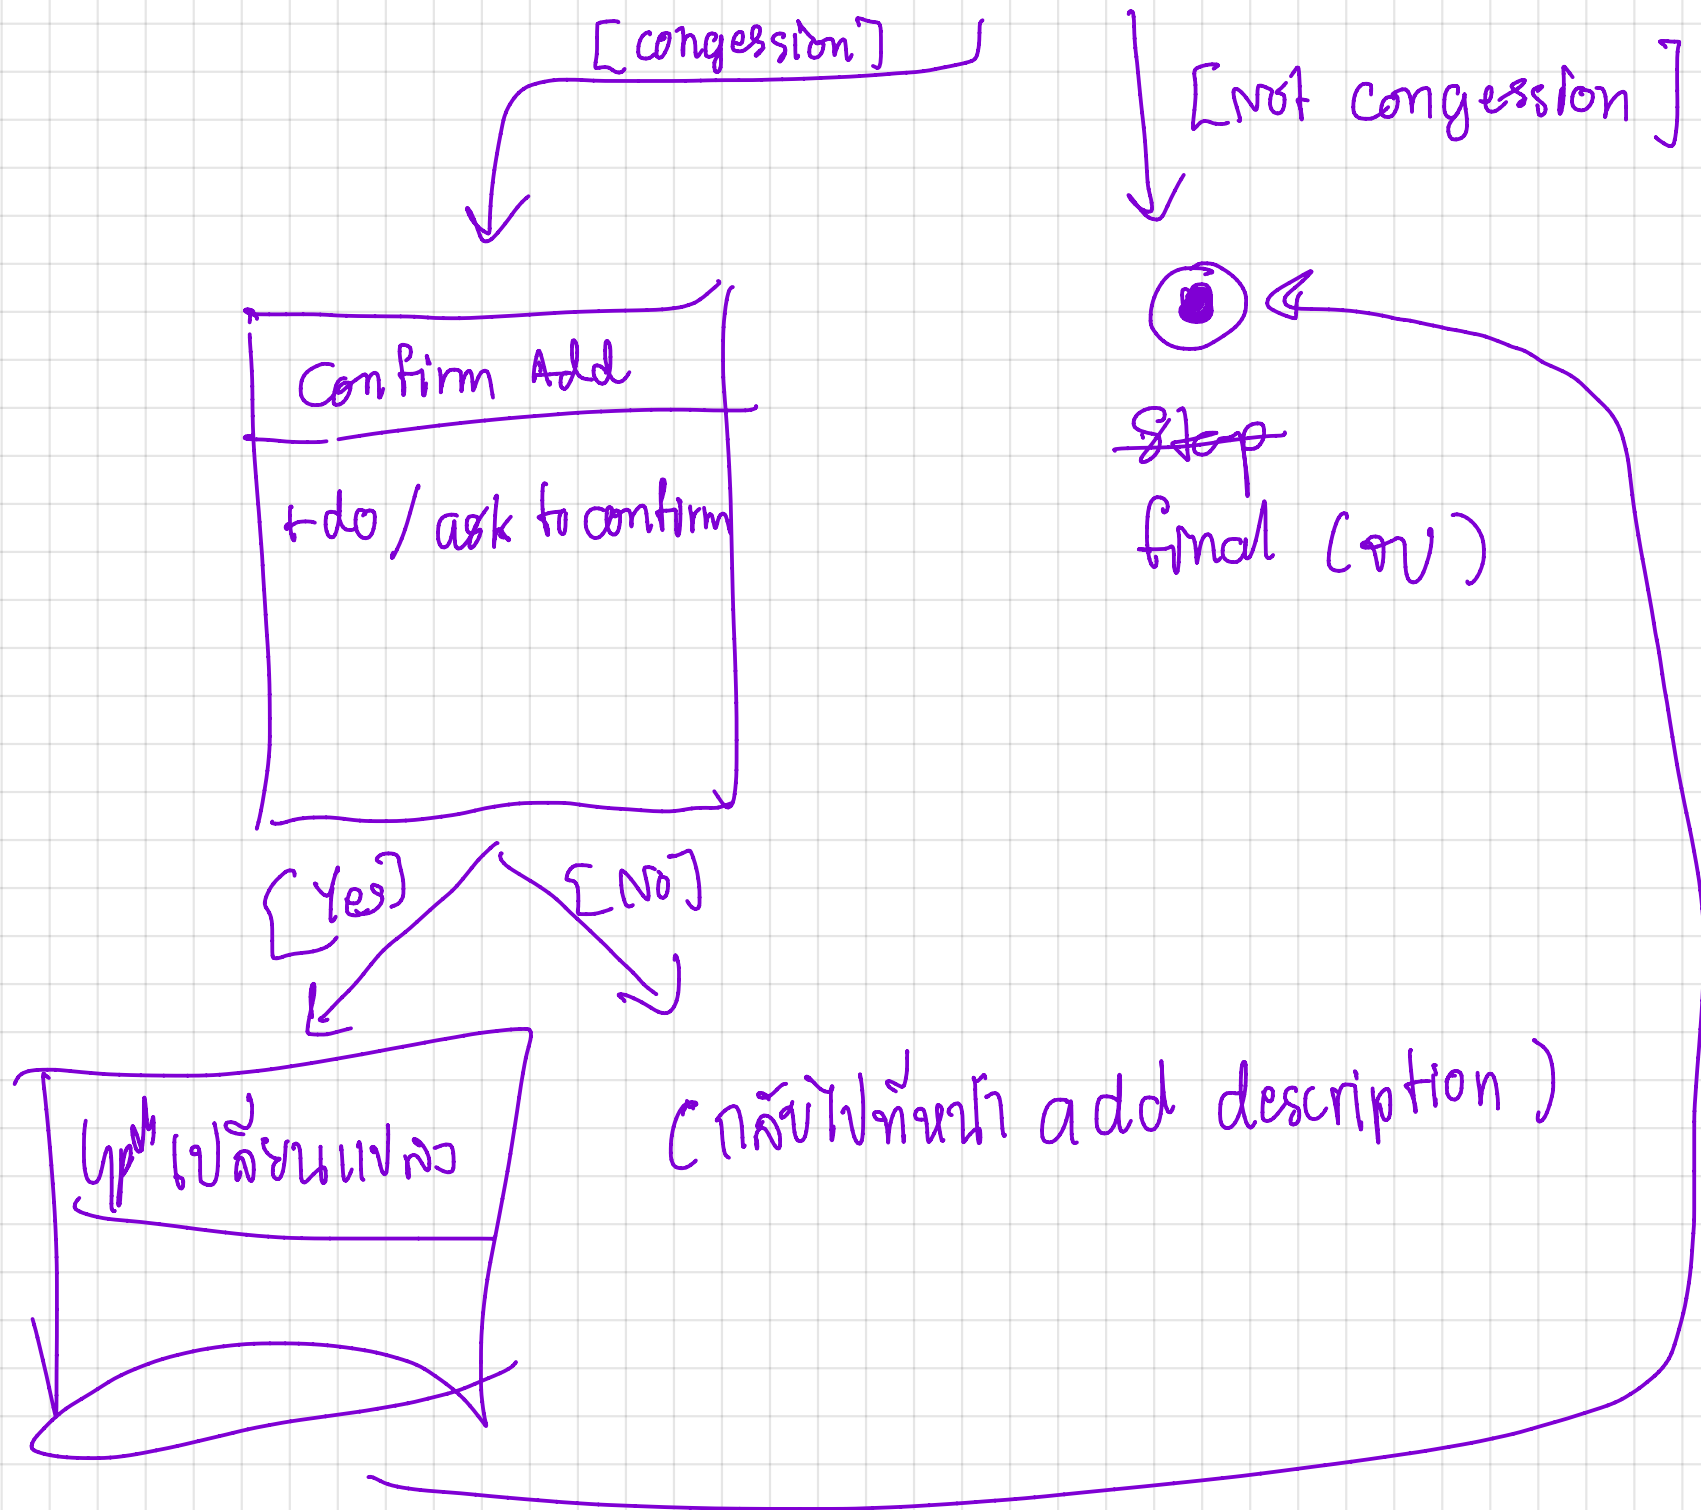 [congession]
[Not congession]
Confirm Add
+do / ask to confirm
Stop
final (จบ)
[Yes]
[No]
เปลี่ยนแปลง
(กลับไปที่หน้า add description)